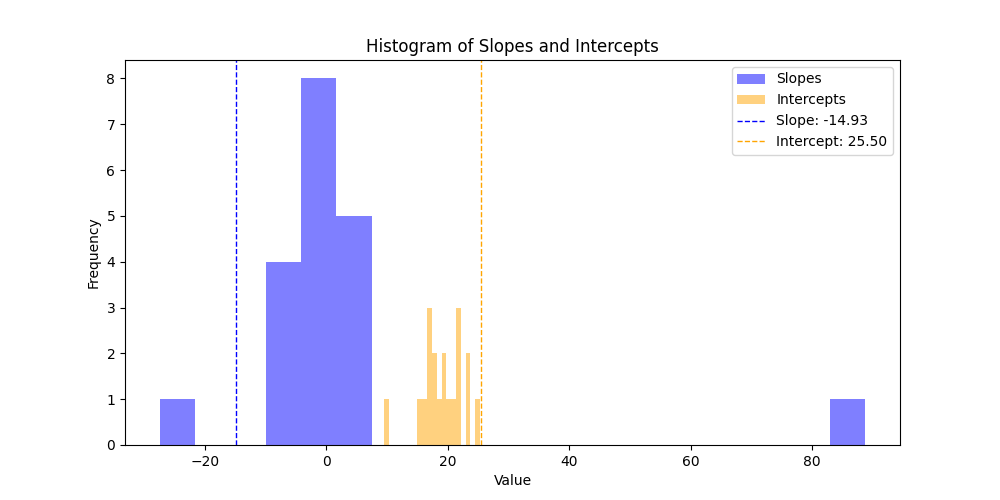 Histogram of Slopes and Intercepts
Slopes
Intercepts
Slope: -14.93
Intercept: 25.50
8
7
6
5
4
3
2
1
0
Frequency
−20
0
20
40
60
80
Value